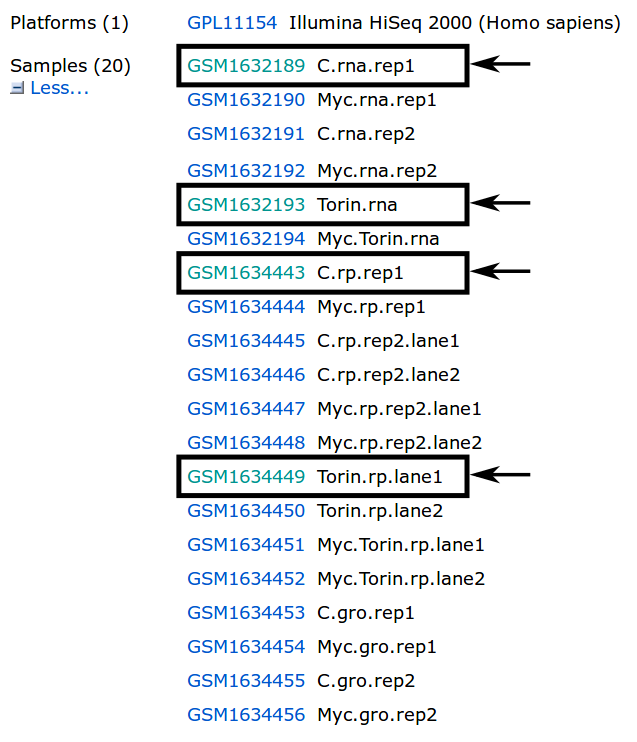 Platforms (1) GPL11154 Illumina HiSeq 2000 (Homo sapiens)
Samples (20) GSM1632189 C.rna.rep1
Less...
GSM1632190 Myc.rna.rep1
GSM1632191 C.rna.rep2
GSM1632192 Myc.rna.rep2
GSM1632193 Torin.rna
GSM1632194 Myc.Torin.rna
GSM1634443 C.rp.rep1
GSM1634444 Myc.rp.rep1
GSM1634445 C.rp.rep2.lane1
GSM1634446 C.rp.rep2.lane2
GSM1634447 Myc.rp.rep2.lane1
GSM1634448 Myc.rp.rep2.lane2
GSM1634449 Torin.rp.lane1
GSM1634450 Torin.rp.lane2
GSM1634451 Myc.Torin.rp.lane1
GSM1634452 Myc.Torin.rp.lane2
GSM1634453 C.gro.rep1
GSM1634454 Myc.gro.rep1
GSM1634455 C.gro.rep2
GSM1634456 Myc.gro.rep2